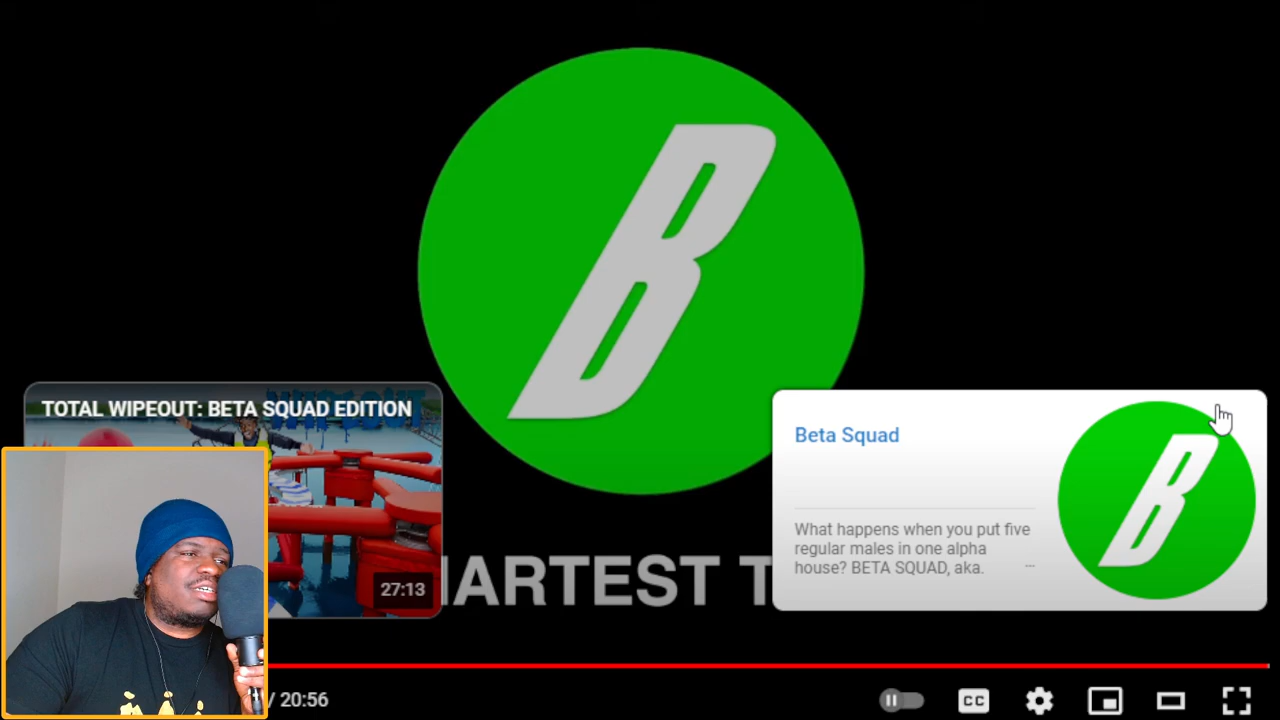 B
TOTAL WIPEOUT: BETA SQUAD EDITION
27:13
ARTEST T
Beta Squad
What happens when you put five
regular males in one alpha
house? BETA SQUAD, aka.
B
/ 20:56
CC